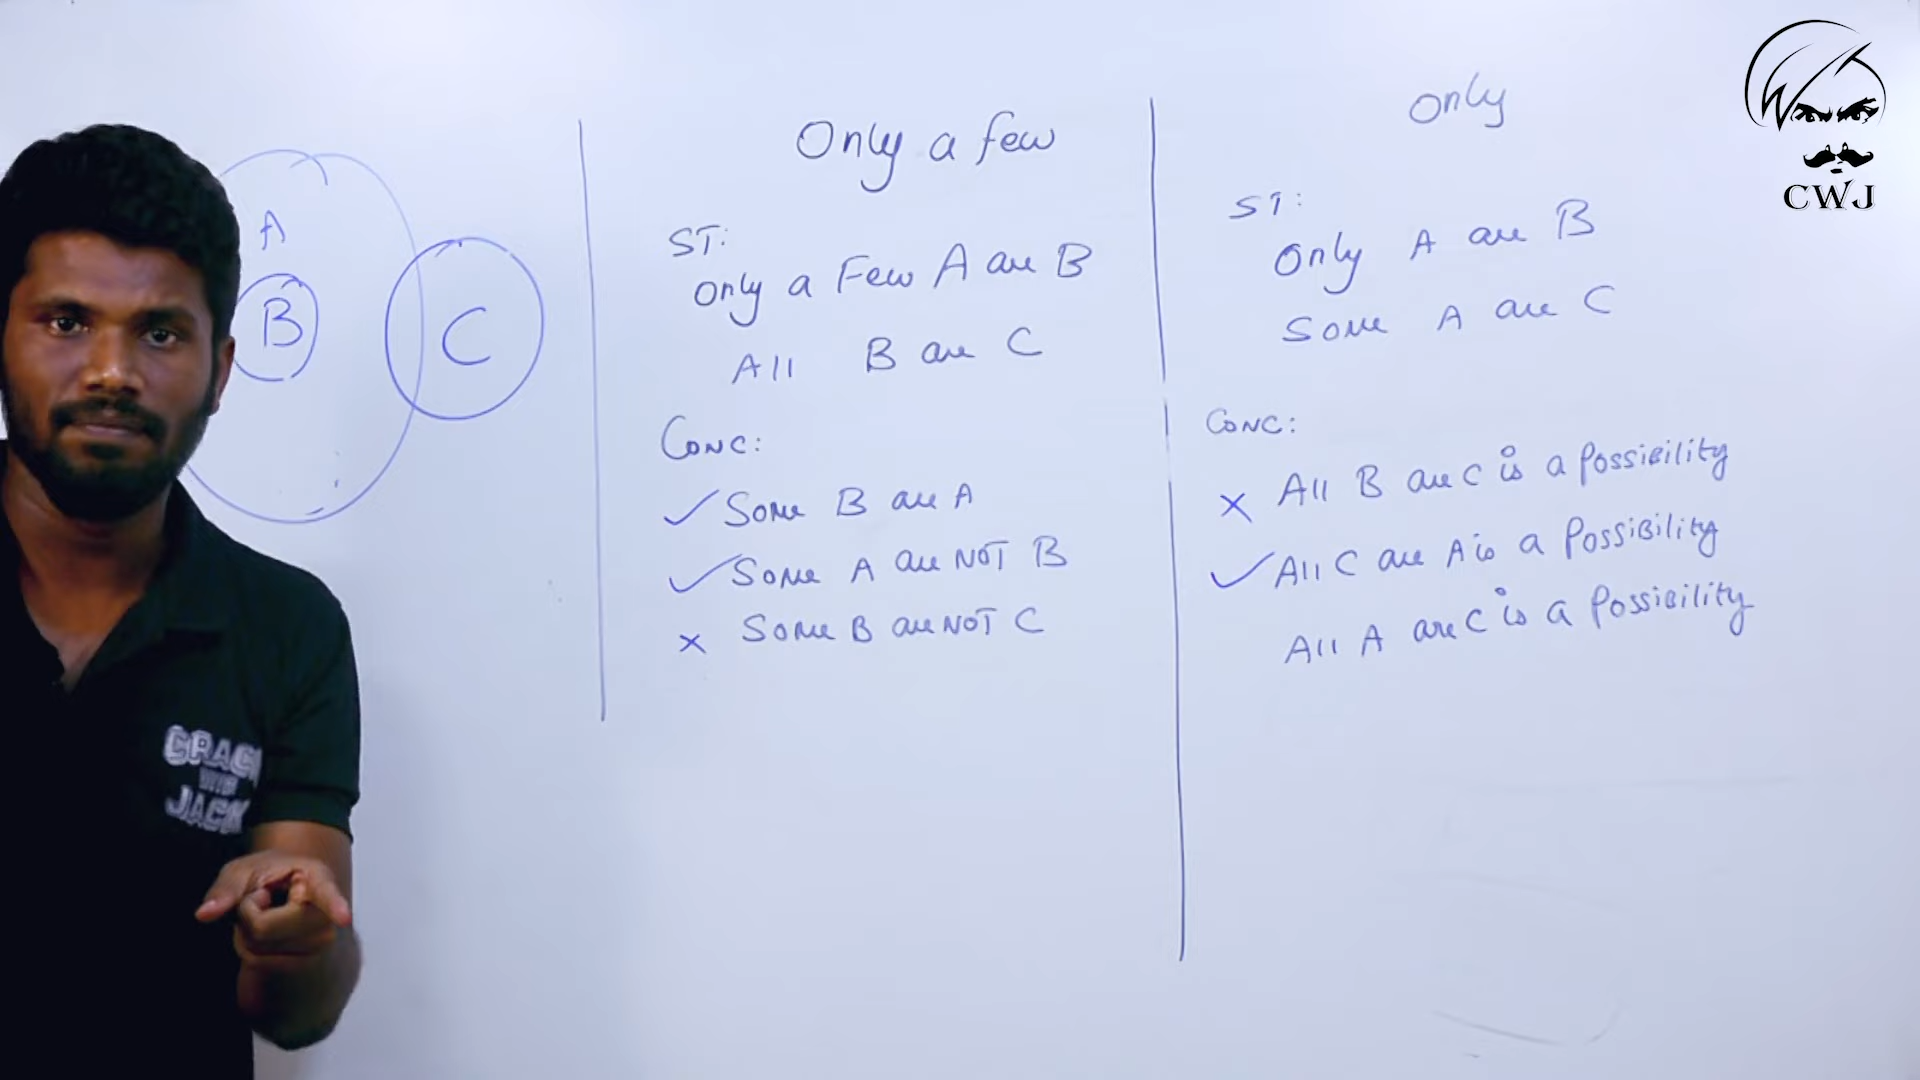 A
B
C
Only a few
ST:
Only a Few A are B
All B are C
CONC:
✓ Some B are A
✓ Some A are NOT B
× Some B are NOT C
Only
ST:
Only A are B
Some A are C
CONC:
× All B are C is a Possibility
✓ All C are A is a Possibility
All A are C is a Possibility
CWJ
CRACK
WITH
JACK